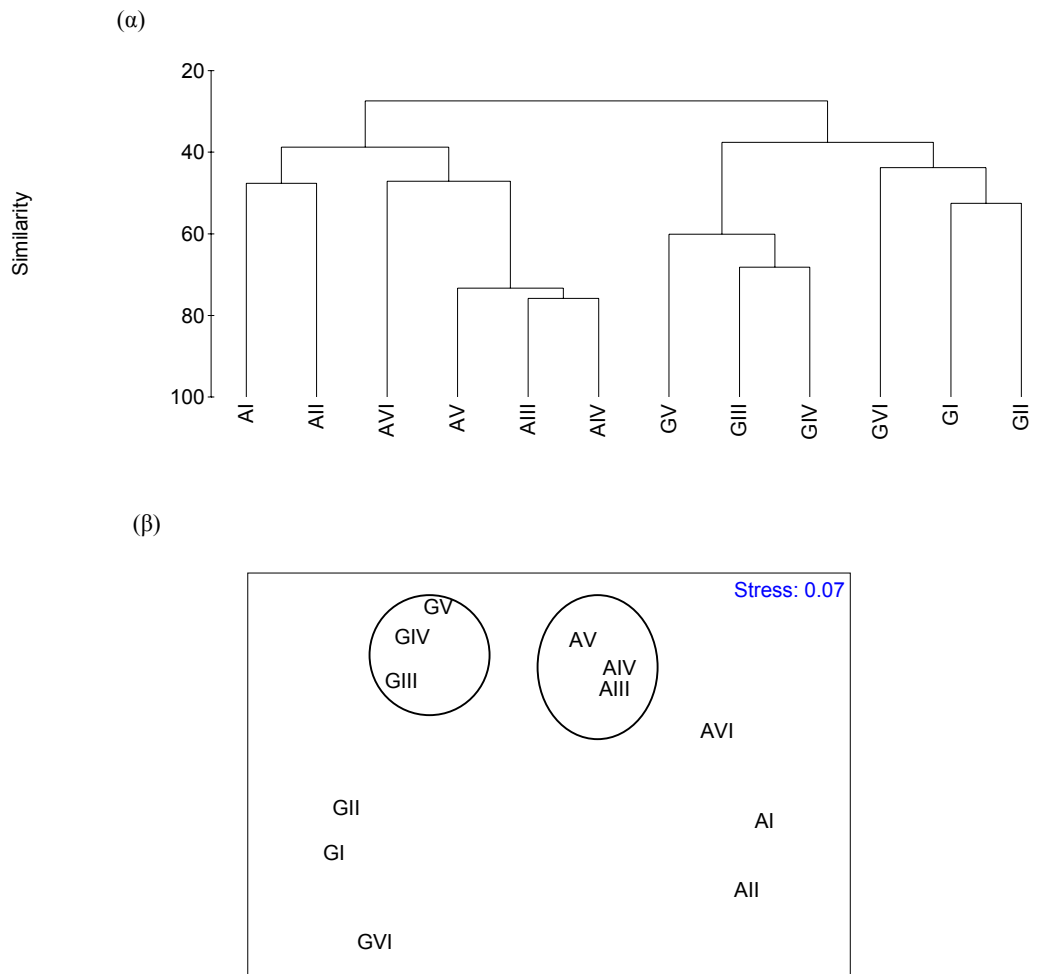 (α)
20
40
60
80
100
Similarity
AI
AII
AVI
AV
AIII
AIV
GV
GIII
GIV
GVI
GI
GII
(β)
Stress: 0.07
GV
GIV
GIII
AV
AIV
AIII
AVI
GII
AI
GI
AII
GVI